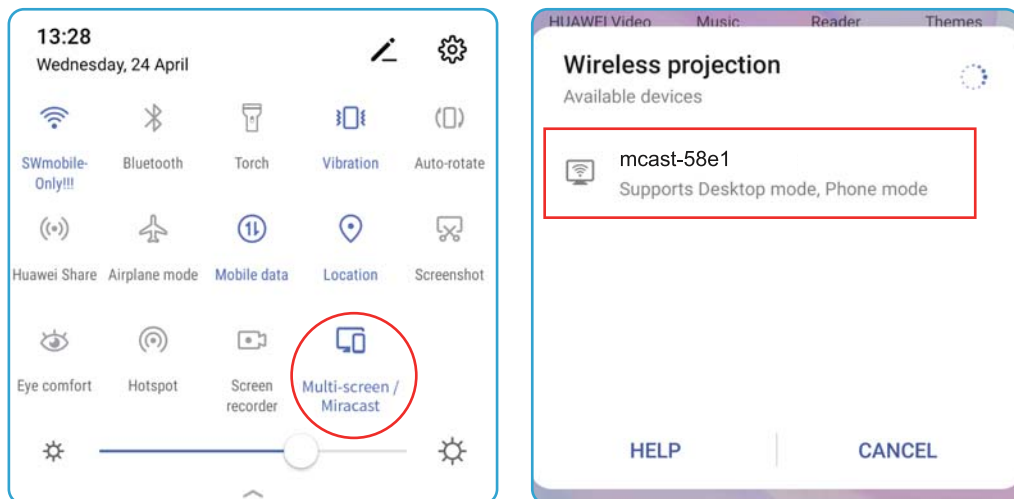 13:28
Wednesday, 24 April
SWmobile-
Only!!!
Bluetooth
Torch
Vibration
Auto-rotate
Huawei Share
Airplane mode
Mobile data
Location
Screenshot
Eye comfort
Hotspot
Screen
recorder
Multi-screen /
Miracast
HUAWEI Video
Music
Reader
Themes
Wireless projection
Available devices
mcast-58e1
Supports Desktop mode, Phone mode
HELP
CANCEL